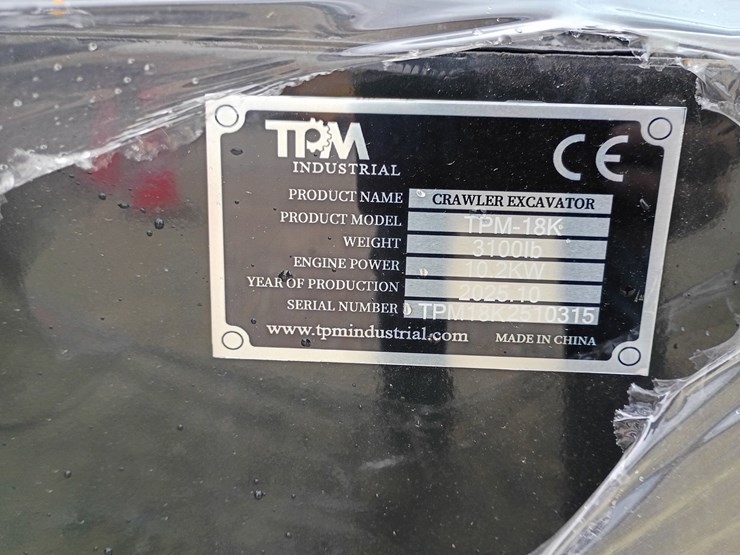 TPM
INDUSTRIAL
CE
PRODUCT NAME CRAWLER EXCAVATOR
PRODUCT MODEL TPM-18K
WEIGHT 3100lb
ENGINE POWER 10.2KW
YEAR OF PRODUCTION 2025.10
SERIAL NUMBER TPM18K2510315
www.tpmindustrial.com MADE IN CHINA